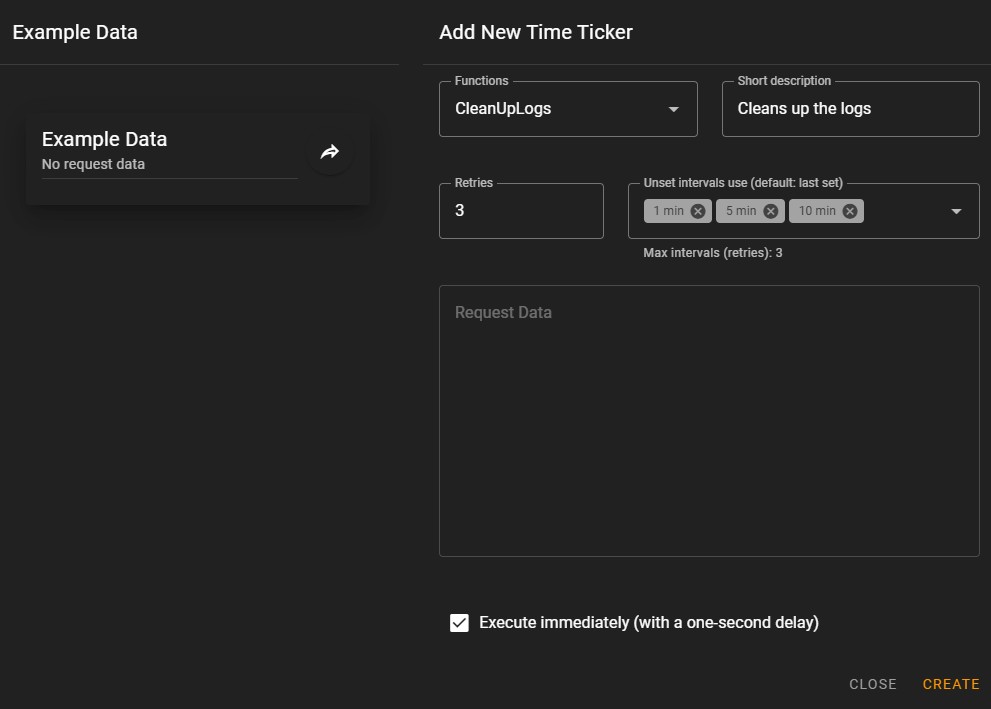 Example Data
Example Data
No request data
Add New Time Ticker
Functions
CleanUpLogs
Short description
Cleans up the logs
Retries
3
Unset intervals use (default: last set)
1 min 5 min 10 min
Max intervals (retries): 3
Request Data
Execute immediately (with a one-second delay)
CLOSE CREATE